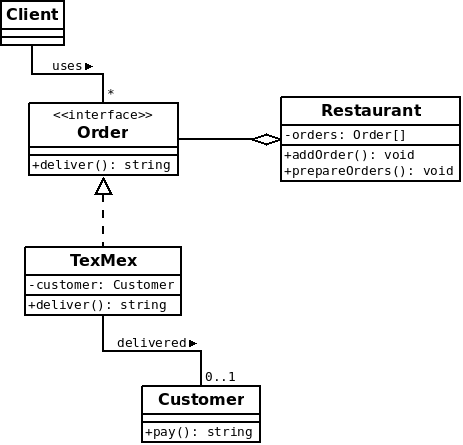 Client
uses ▶
*
<<interface>>
Order
+deliver(): string
Restaurant
-orders: Order[]
+addOrder(): void
+prepareOrders(): void
TexMex
-customer: Customer
+deliver(): string
delivered ▶
0..1
Customer
+pay(): string